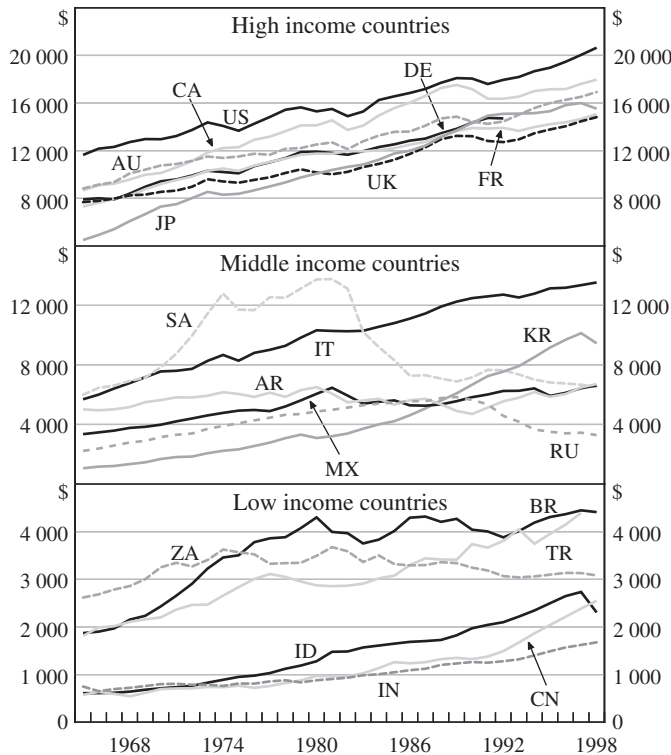 $ High income countries $
20 000 20 000
DE
CA
16 000 US 16 000
12 000 12 000
AU
UK FR
8 000 8 000
JP
$ Middle income countries $
12 000 12 000
SA
IT KR
8 000 8 000
AR
4 000 4 000
MX RU
$ Low income countries $
BR
4 000 4 000
ZA TR
3 000 3 000
2 000 2 000
ID
1 000 1 000
IN CN
0 0
1968 1974 1980 1986 1992 1998